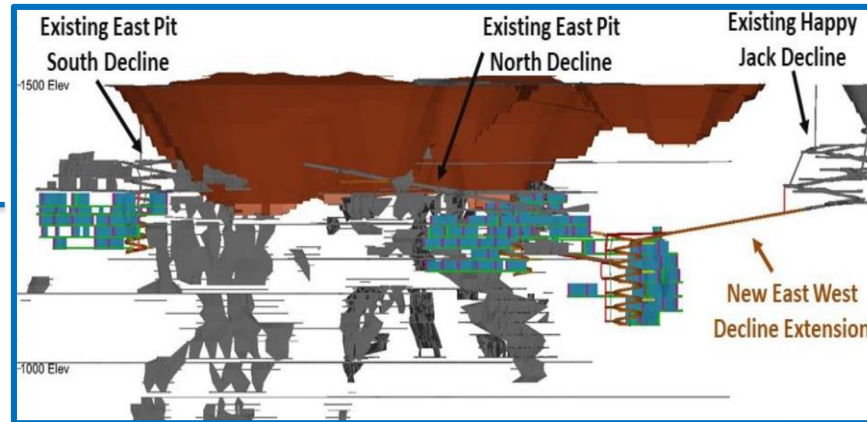 Existing East Pit
South Decline
Existing East Pit
North Decline
Existing Happy
Jack Decline
1500 Elev
New East West
Decline Extension
1000 Elev